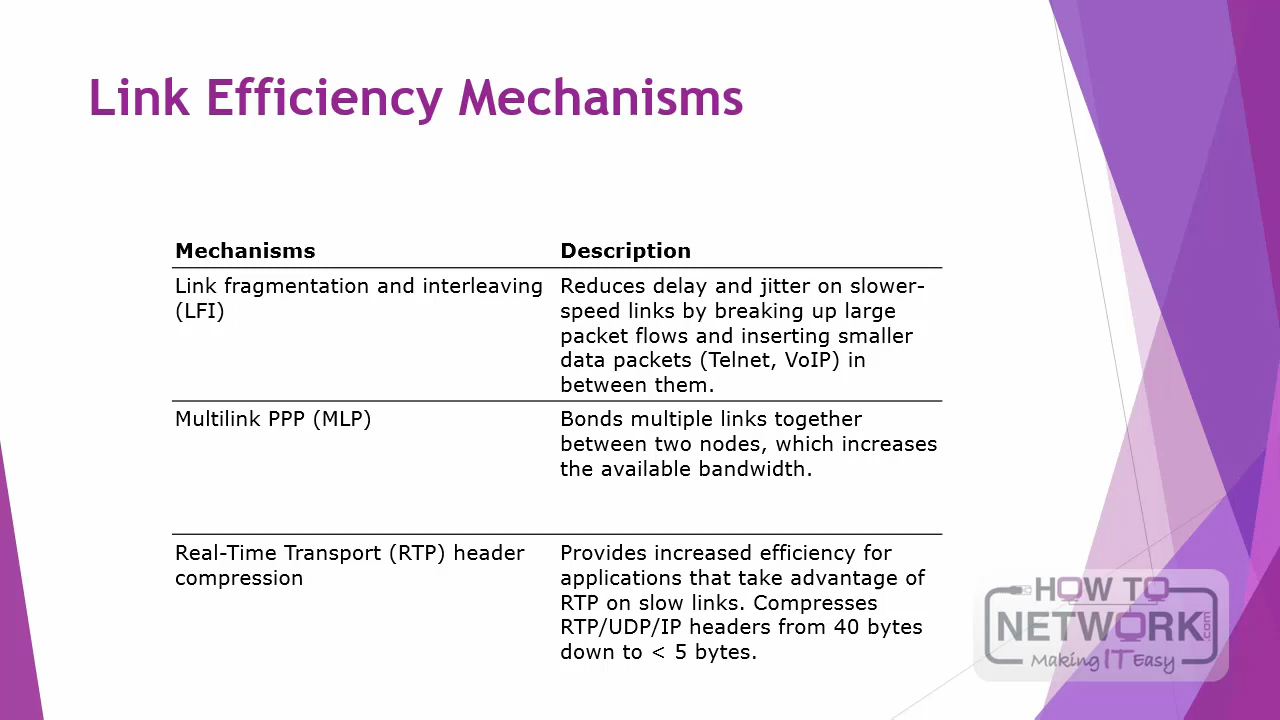 Link Efficiency Mechanisms
Mechanisms
Description
Link fragmentation and interleaving
(LFI)
Reduces delay and jitter on slower-
speed links by breaking up large
packet flows and inserting smaller
data packets (Telnet, VoIP) in
between them.
Multilink PPP (MLP)
Bonds multiple links together
between two nodes, which increases
the available bandwidth.
Real-Time Transport (RTP) header
compression
Provides increased efficiency for
applications that take advantage of
RTP on slow links. Compresses
RTP/UDP/IP headers from 40 bytes
down to < 5 bytes.
HOW TO
NETWORK.com
Making IT Easy